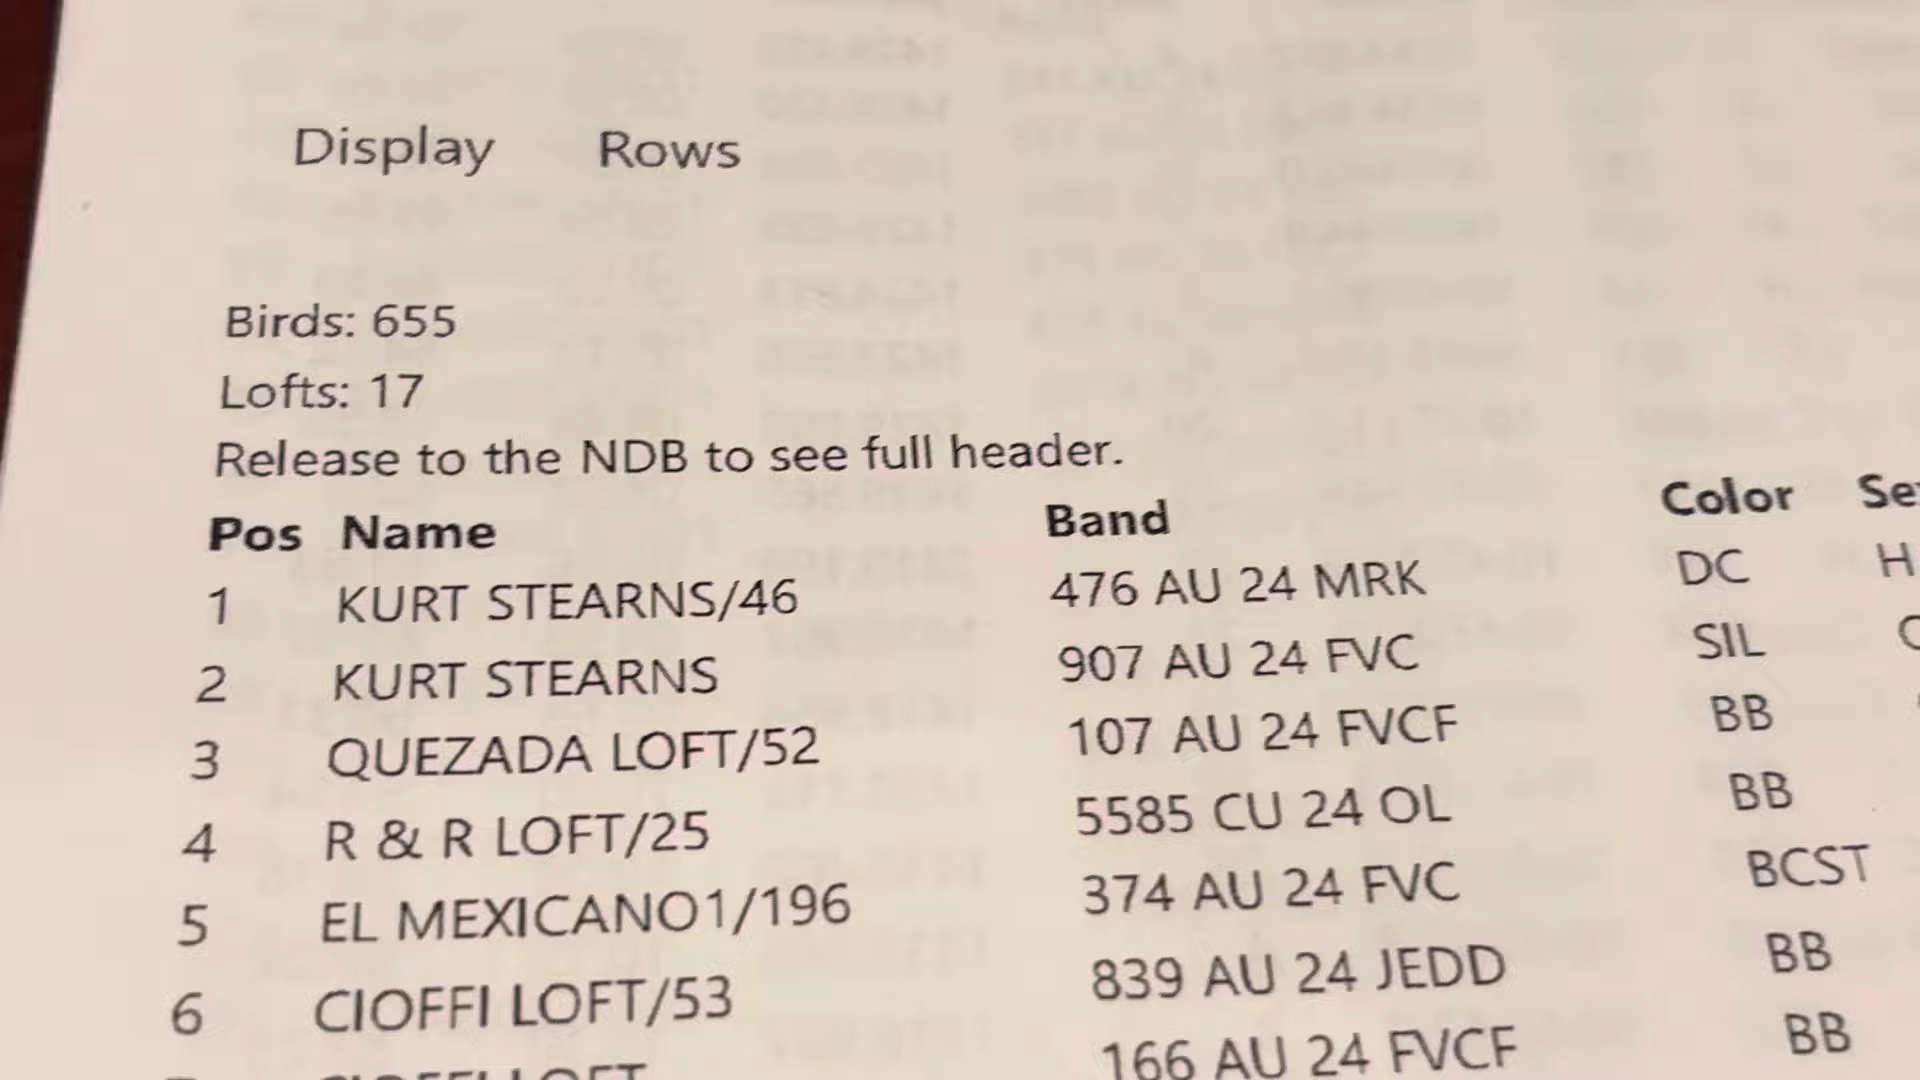 Display Rows
Birds: 655
Lofts: 17
Release to the NDB to see full header.
Pos Name Band Color
1 KURT STEARNS/46 476 AU 24 MRK DC H
2 KURT STEARNS 907 AU 24 FVC SIL
3 QUEZADA LOFT/52 107 AU 24 FVCF BB
4 R & R LOFT/25 5585 CU 24 OL BB
5 EL MEXICANO1/196 374 AU 24 FVC BCST
6 CIOFFI LOFT/53 839 AU 24 JEDD BB
CIOFFI LOFT 166 AU 24 FVCF BB